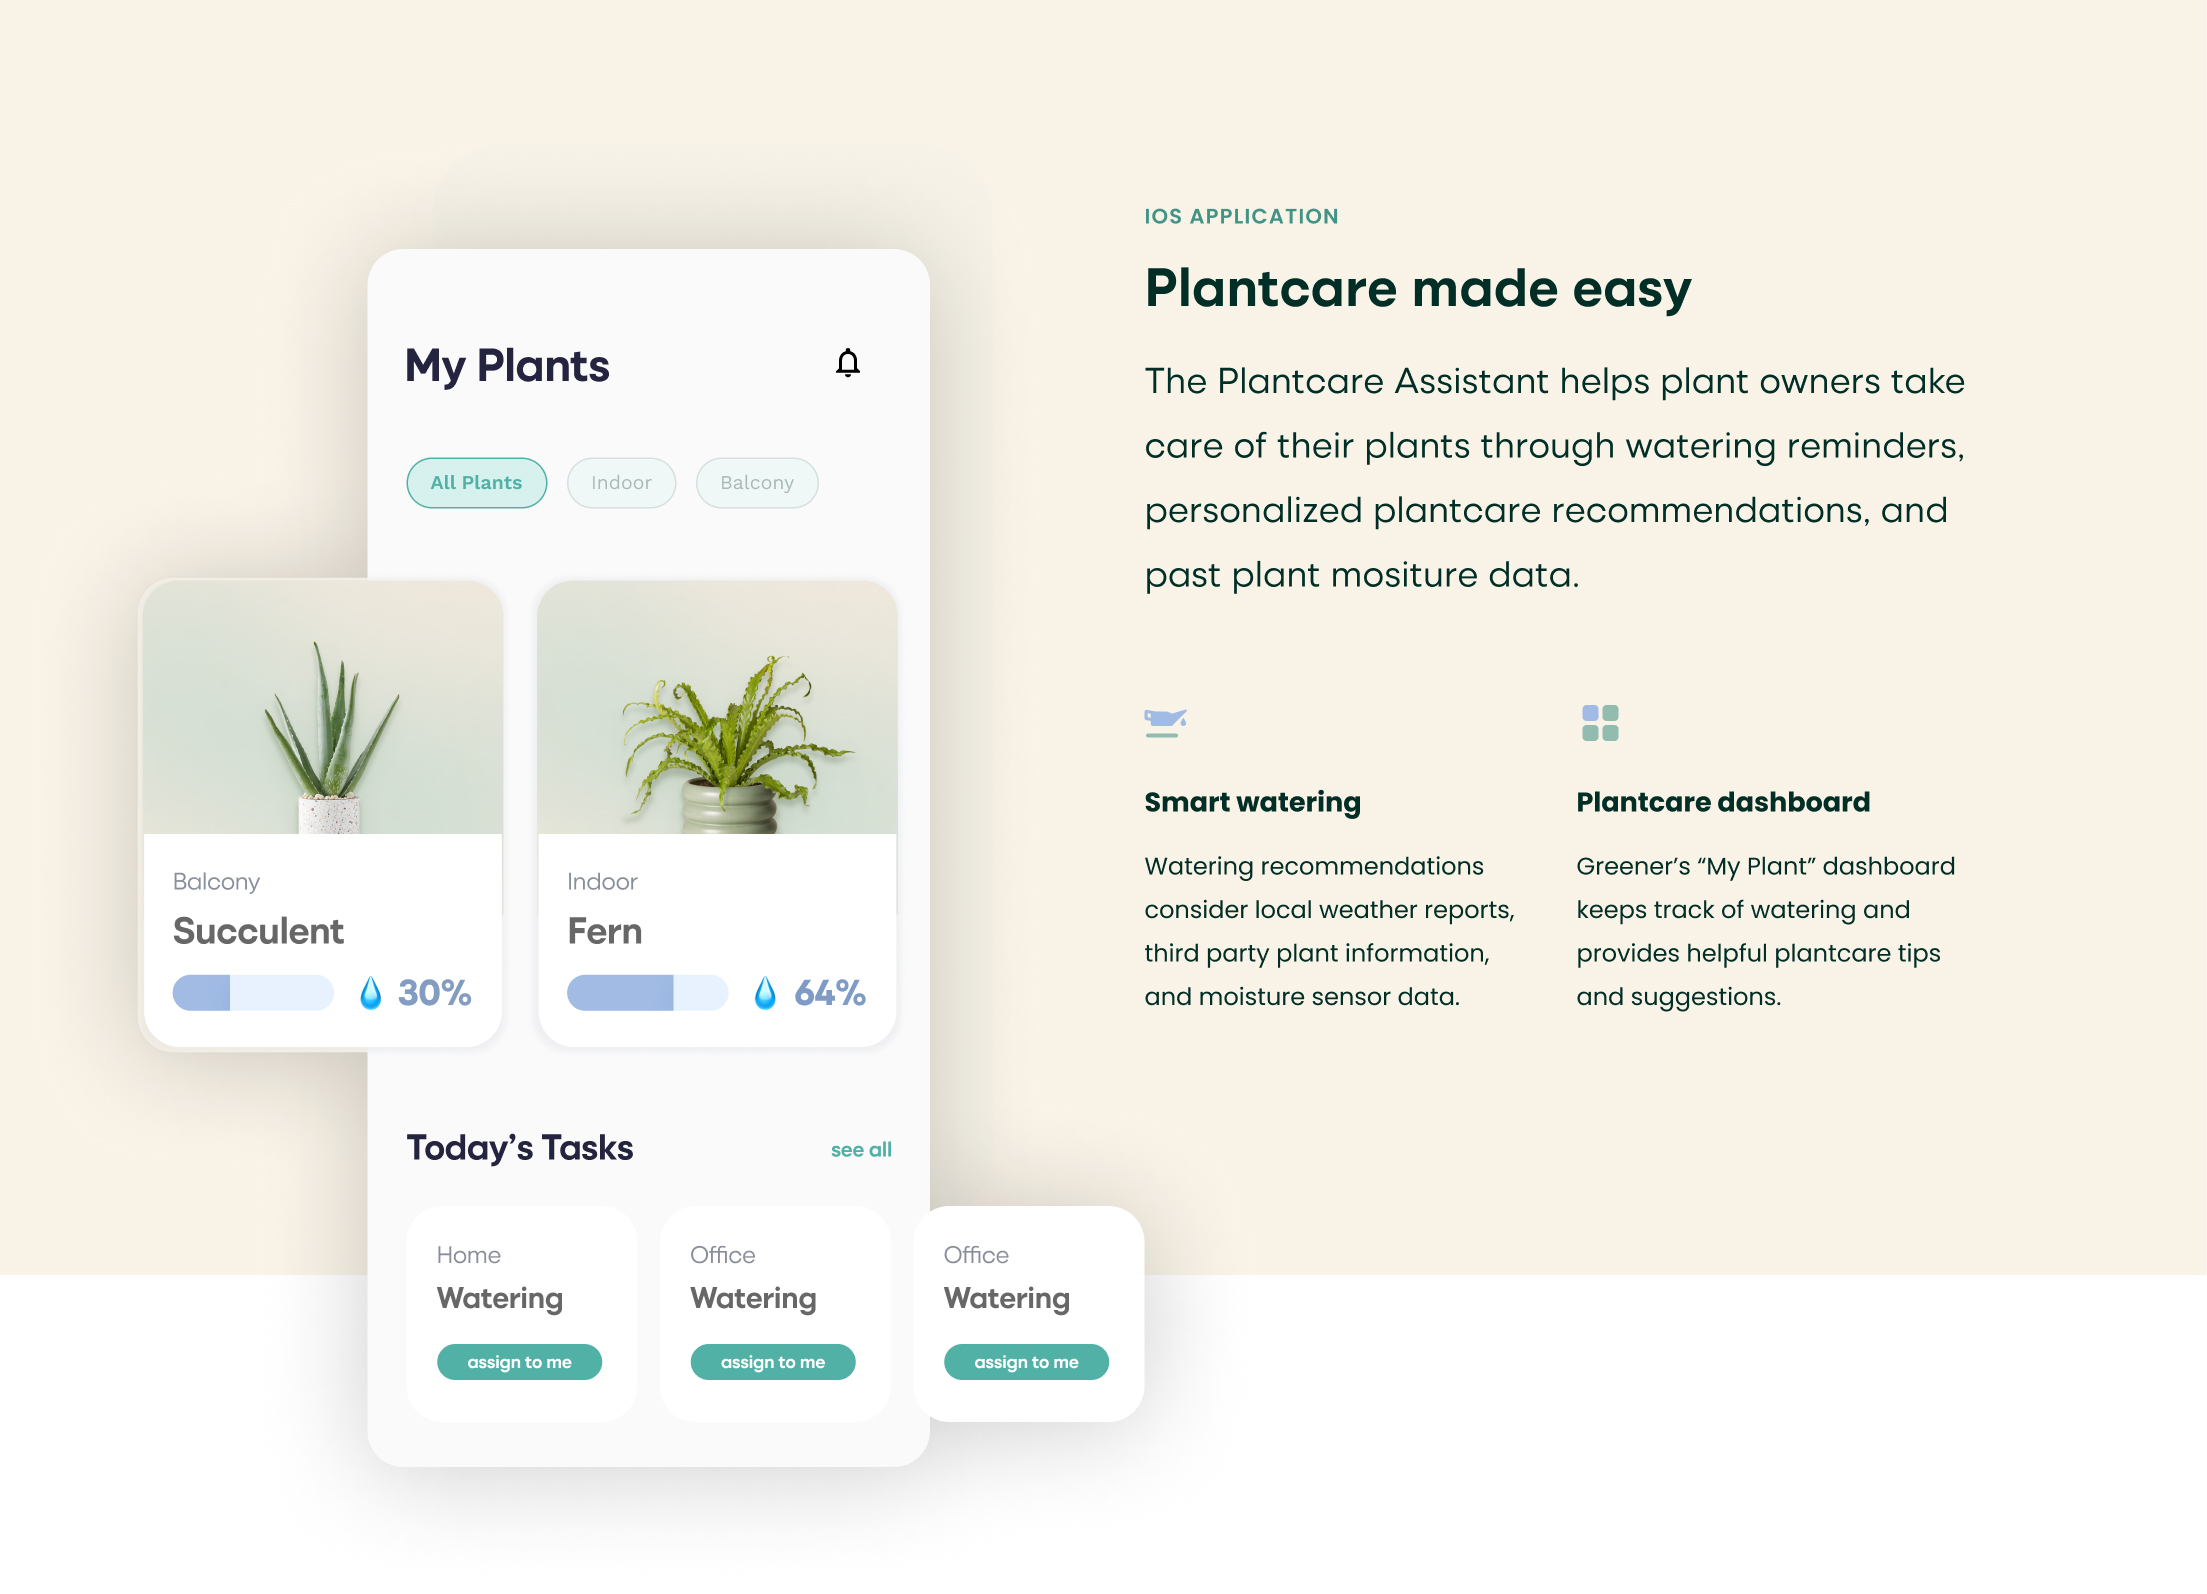 My Plants
All Plants
Indoor
Balcony
Balcony
Succulent
30%
Indoor
Fern
64%
Today’s Tasks
see all
Home
Watering
assign to me
Office
Watering
assign to me
Office
Watering
assign to me
IOS APPLICATION
Plantcare made easy
The Plantcare Assistant helps plant owners take
care of their plants through watering reminders,
personalized plantcare recommendations, and
past plant mositure data.
Smart watering
Watering recommendations
consider local weather reports,
third party plant information,
and moisture sensor data.
Plantcare dashboard
Greener’s “My Plant” dashboard
keeps track of watering and
provides helpful plantcare tips
and suggestions.